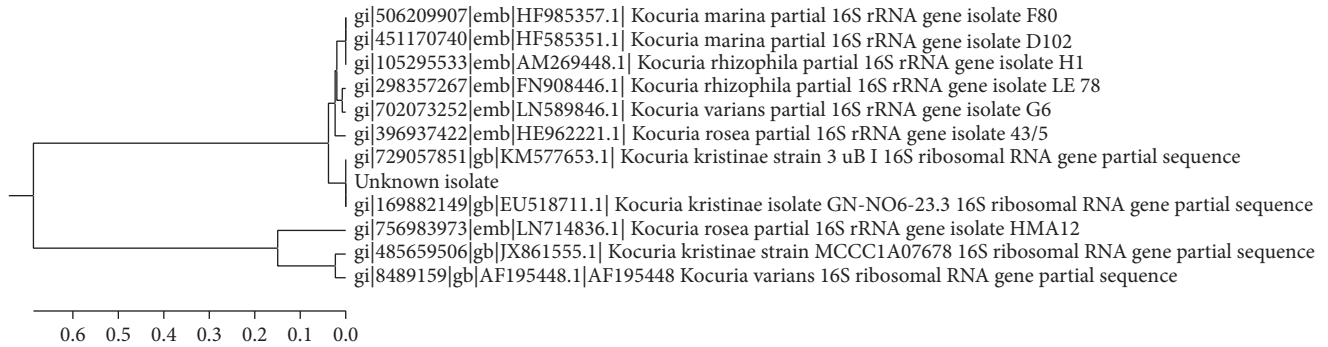 gi|506209907|emb|HF985357.1| Kocuria marina partial 16S rRNA gene isolate F80
gi|451170740|emb|HF585351.1| Kocuria marina partial 16S rRNA gene isolate D102
gi|105295533|emb|AM269448.1| Kocuria rhizophila partial 16S rRNA gene isolate H1
gi|298357267|emb|FN908446.1| Kocuria rhizophila partial 16S rRNA gene isolate LE 78
gi|702073252|emb|LN589846.1| Kocuria varians partial 16S rRNA gene isolate G6
gi|396937422|emb|HE962221.1| Kocuria rosea partial 16S rRNA gene isolate 43/5
gi|729057851|gb|KM577653.1| Kocuria kristinae strain 3 uB I 16S ribosomal RNA gene partial sequence
Unknown isolate
gi|169882149|gb|EU518711.1| Kocuria kristinae isolate GN-NO6-23.3 16S ribosomal RNA gene partial sequence
gi|756983973|emb|LN714836.1| Kocuria rosea partial 16S rRNA gene isolate HMA12
gi|485659506|gb|JX861555.1| Kocuria kristinae strain MCCC1A07678 16S ribosomal RNA gene partial sequence
gi|8489159|gb|AF195448.1|AF195448 Kocuria varians 16S ribosomal RNA gene partial sequence
0.6 0.5 0.4 0.3 0.2 0.1 0.0